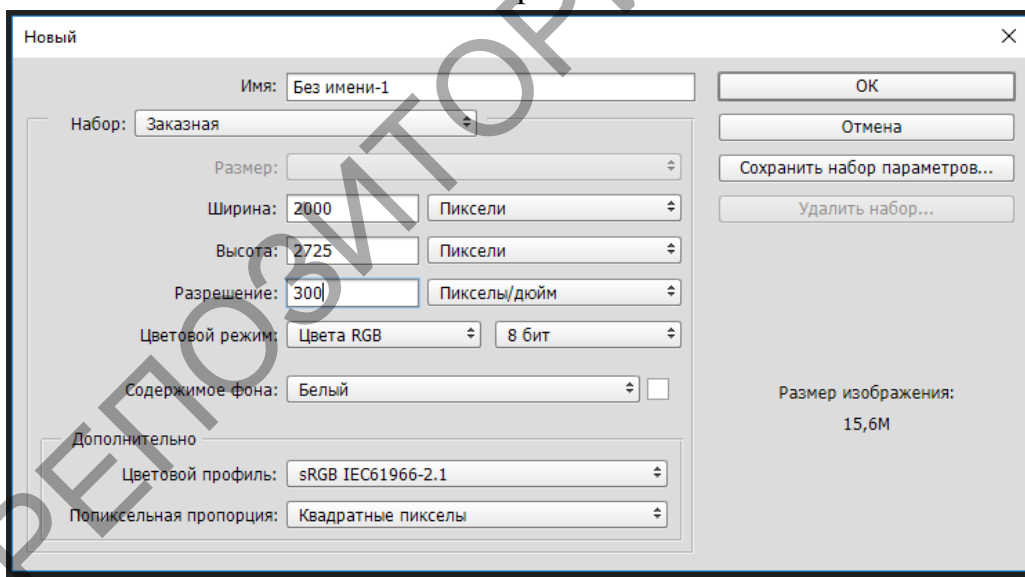 Новый
Имя: Без имени-1
ОК
Набор: Заказная
Отмена
Размер:
Сохранить набор параметров...
Ширина: 2000 Пиксели
Удалить набор...
Высота: 2725 Пиксели
Разрешение: 300 Пикселы/дюйм
Цветовой режим: Цвета RGB 8 бит
Содержимое фона: Белый
Размер изображения:
15,6M
Дополнительно
Цветовой профиль: sRGB IEC61966-2.1
Попиксельная пропорция: Квадратные пикселы
РЕПОЗИТОРИ